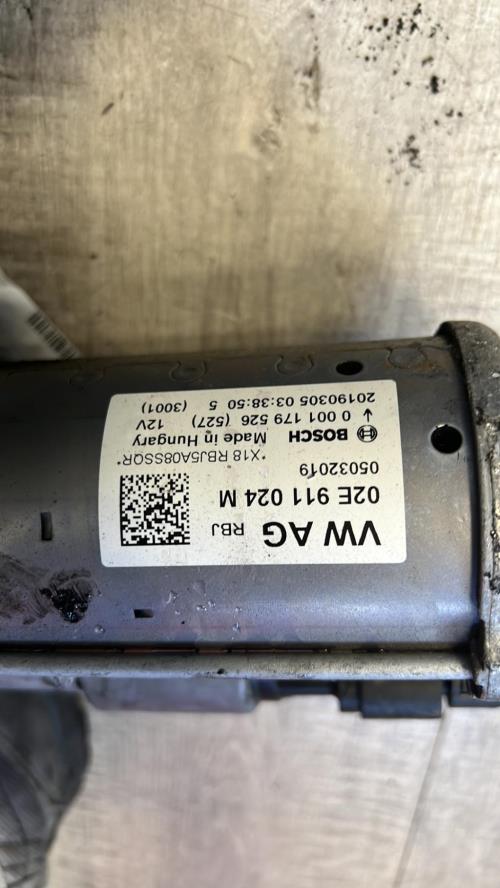 VW AG RBJ
02E 911 024 M
05032019
*X18 RBJ5A08SSQR*
BOSCH Made in Hungary
↓ 0 001 179 526 (527) 12V
20190305 03:38:50 5 (3001)